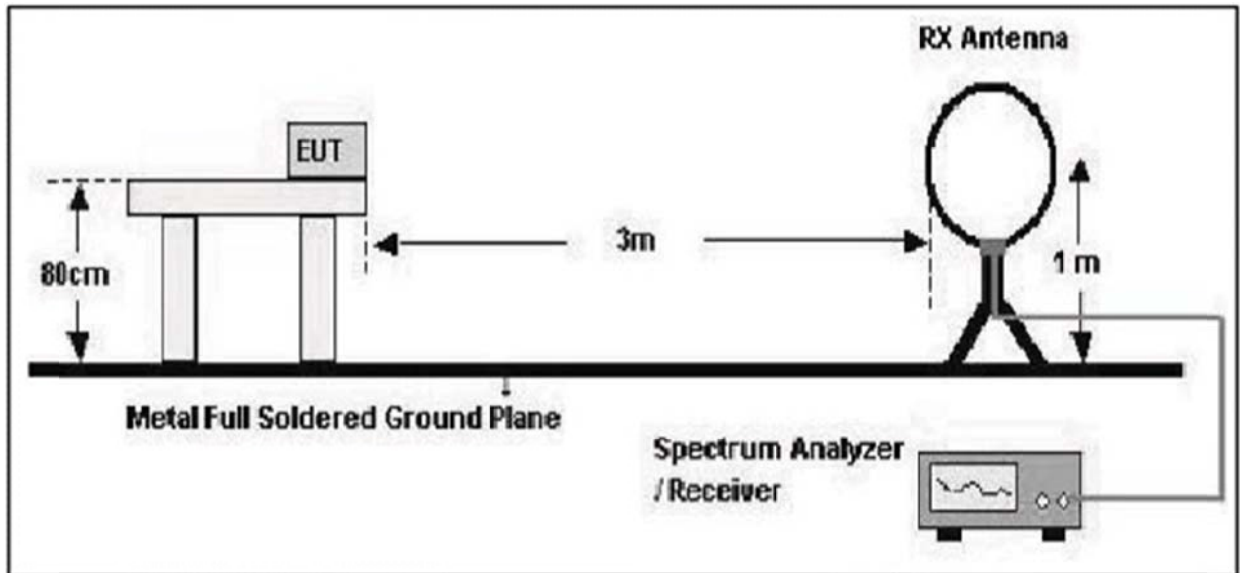 RX Antenna
EUT
3m
80cm
1 m
Metal Full Soldered Ground Plane
Spectrum Analyzer
/ Receiver